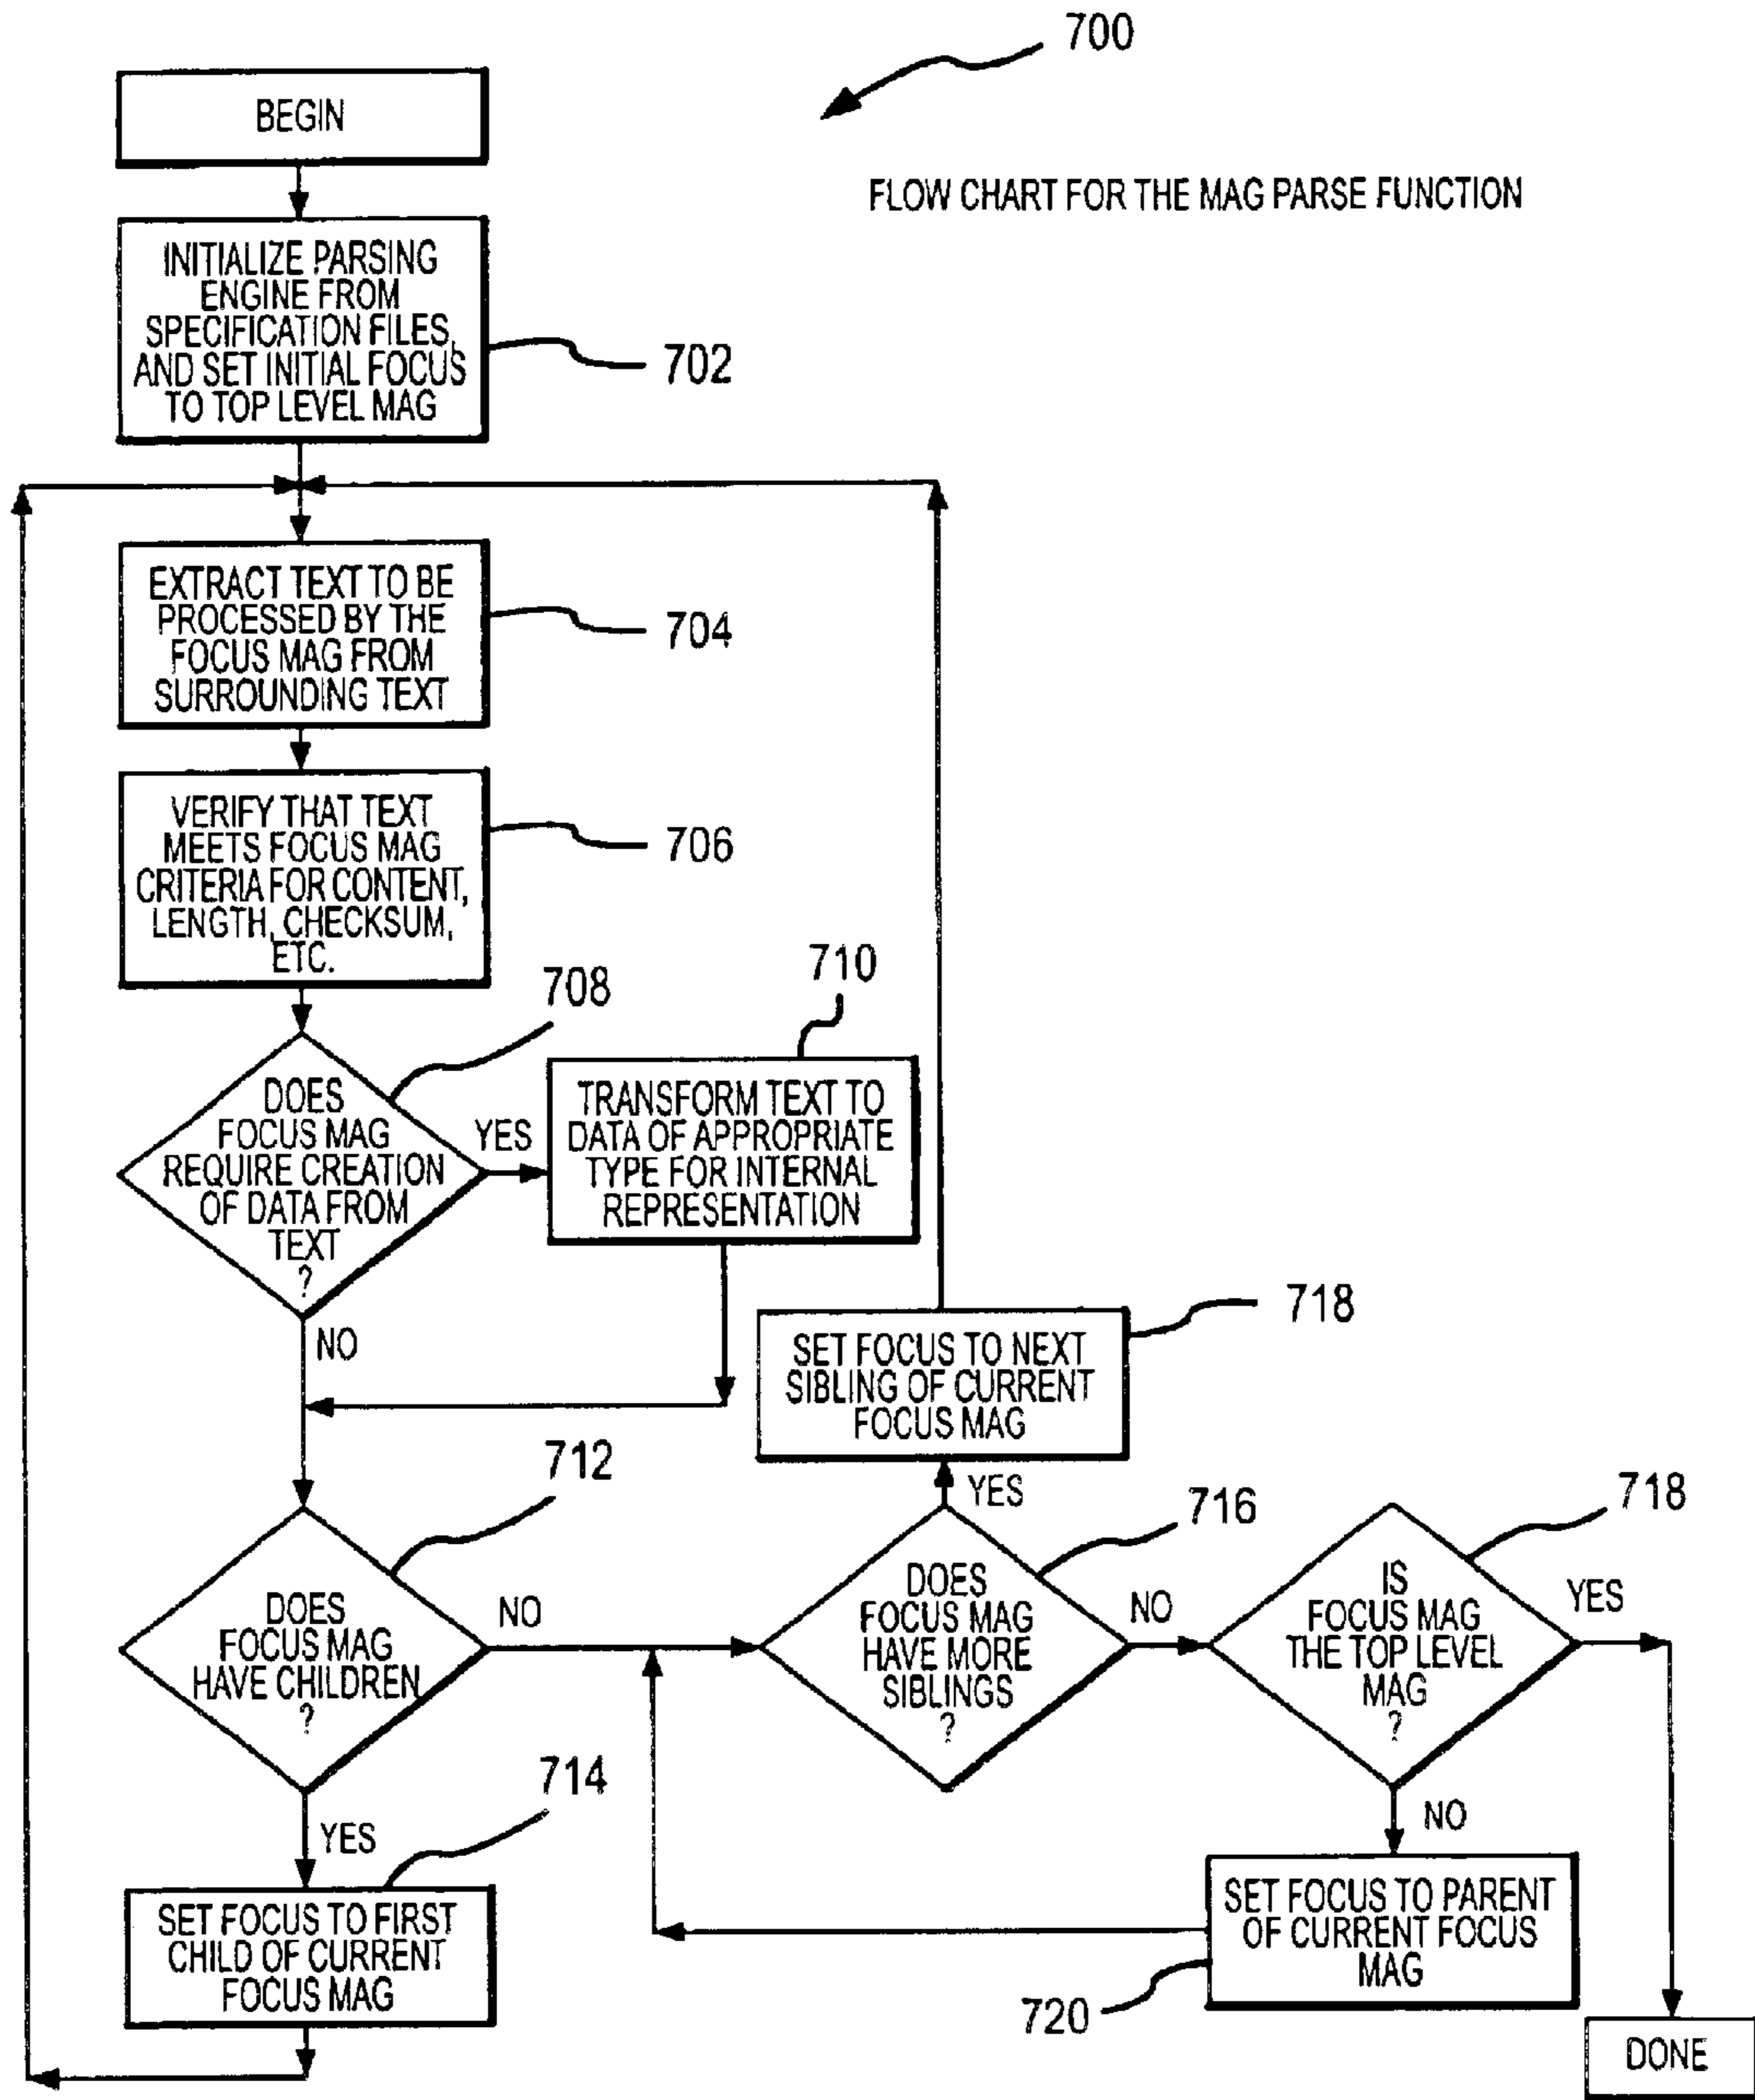 700
BEGIN
FLOW CHART FOR THE MAG PARSE FUNCTION
INITIALIZE PARSING
ENGINE FROM
SPECIFICATION FILES,
AND SET INITIAL FOCUS
TO TOP LEVEL MAG
702
EXTRACT TEXT TO BE
PROCESSED BY THE
FOCUS MAG FROM
SURROUNDING TEXT
704
VERIFY THAT TEXT
MEETS FOCUS MAG
CRITERIA FOR CONTENT,
LENGTH, CHECKSUM,
ETC.
706
708
DOES
FOCUS MAG
REQUIRE CREATION
OF DATA FROM
TEXT
?
YES
NO
710
TRANSFORM TEXT TO
DATA OF APPROPRIATE
TYPE FOR INTERNAL
REPRESENTATION
718
SET FOCUS TO NEXT
SIBLING OF CURRENT
FOCUS MAG
712
DOES
FOCUS MAG
HAVE CHILDREN
?
NO
YES
716
DOES
FOCUS MAG
HAVE MORE
SIBLINGS
?
YES
NO
718
IS
FOCUS MAG
THE TOP LEVEL
MAG
?
YES
NO
714
SET FOCUS TO FIRST
CHILD OF CURRENT
FOCUS MAG
SET FOCUS TO PARENT
OF CURRENT FOCUS
MAG
720
DONE